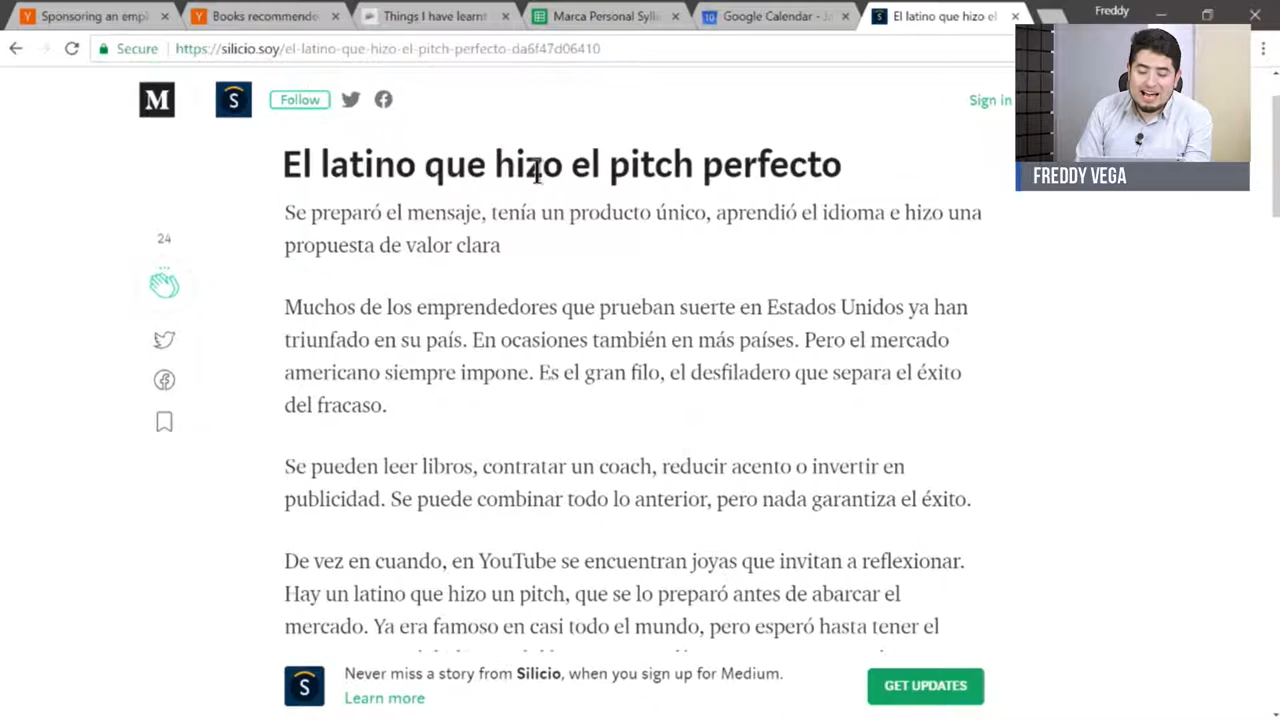 Sponsoring an empl
Books recommende
Things I have learnt
Marca Personal Sylla
Google Calendar - J
El latino que hizo el
Freddy
Secure
https://silicio.soy/el-latino-que-hizo-el-pitch-perfecto-da6f47d06410
M
S
Follow
Sign in
FREDDY VEGA
El latino que hizo el pitch perfecto
Se preparó el mensaje, tenía un producto único, aprendió el idioma e hizo una
propuesta de valor clara
24
Muchos de los emprendedores que prueban suerte en Estados Unidos ya han
triunfado en su país. En ocasiones también en más países. Pero el mercado
americano siempre impone. Es el gran filo, el desfiladero que separa el éxito
del fracaso.
Se pueden leer libros, contratar un coach, reducir acento o invertir en
publicidad. Se puede combinar todo lo anterior, pero nada garantiza el éxito.
De vez en cuando, en YouTube se encuentran joyas que invitan a reflexionar.
Hay un latino que hizo un pitch, que se lo preparó antes de abarcar el
mercado. Ya era famoso en casi todo el mundo, pero esperó hasta tener el
S
Never miss a story from Silicio, when you sign up for Medium.
Learn more
GET UPDATES